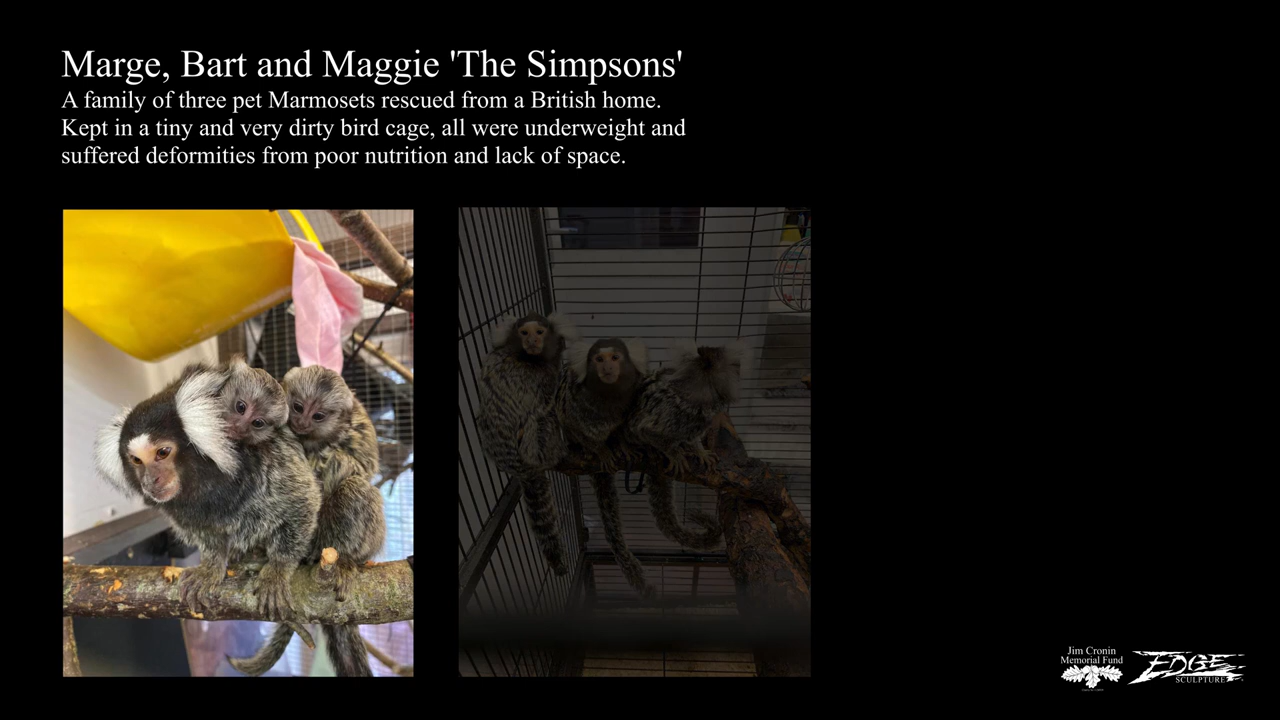 Marge, Bart and Maggie 'The Simpsons'
A family of three pet Marmosets rescued from a British home.
Kept in a tiny and very dirty bird cage, all were underweight and
suffered deformities from poor nutrition and lack of space.
Jim Cronin
Memorial Fund
EDGE
SCULPTURE